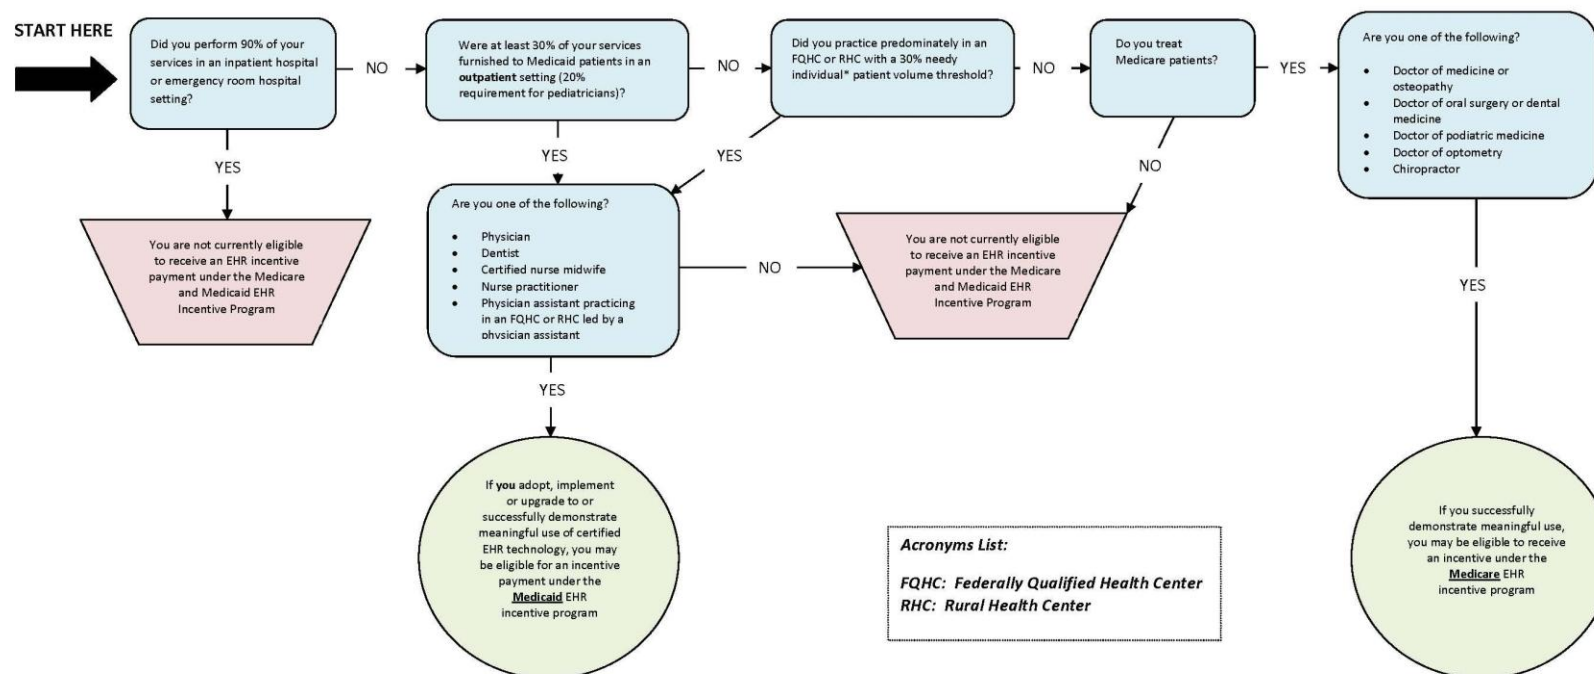 START HERE
Did you perform 90% of your
services in an inpatient hospital
or emergency room hospital
setting?
NO
Were at least 30% of your services
furnished to Medicaid patients in an
outpatient setting (20%
requirement for pediatricians)?
NO
Did you practice predominately in an
FQHC or RHC with a 30% needy
individual* patient volume threshold?
NO
Do you treat
Medicare patients?
YES
Are you one of the following?
• Doctor of medicine or
osteopathy
• Doctor of oral surgery or dental
medicine
• Doctor of podiatric medicine
• Doctor of optometry
• Chiropractor
YES
YES
YES
NO
You are not currently eligible
to receive an EHR incentive
payment under the Medicare
and Medicaid EHR
Incentive Program
Are you one of the following?
• Physician
• Dentist
• Certified nurse midwife
• Nurse practitioner
• Physician assistant practicing
in an FQHC or RHC led by a
physician assistant
NO
You are not currently eligible
to receive an EHR incentive
payment under the Medicare
and Medicaid EHR
Incentive Program
YES
YES
If you adopt, implement
or upgrade to or
successfully demonstrate
meaningful use of certified
EHR technology, you may
be eligible for an incentive
payment under the
Medicaid EHR
incentive program
Acronyms List:
FQHC: Federally Qualified Health Center
RHC: Rural Health Center
If you successfully
demonstrate meaningful use,
you may be eligible to receive
an incentive under the
Medicare EHR
incentive program